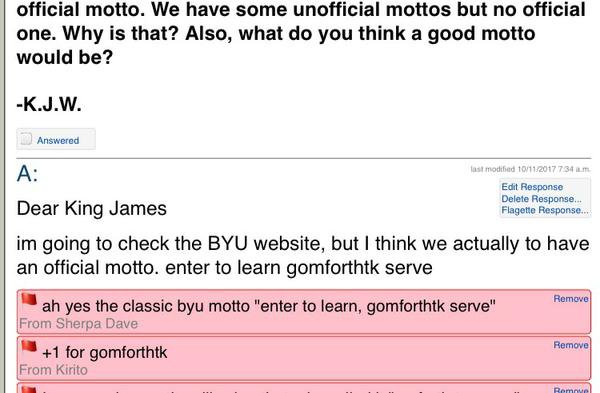 official motto. We have some unofficial mottos but no official
one. Why is that? Also, what do you think a good motto
would be?
-K.J.W.
Answered
A:
last modified 10/11/2017 7:34 a.m.
Edit Response
Delete Response...
Flagette Response...
Dear King James
im going to check the BYU website, but I think we actually to have
an official motto. enter to learn gomforthtk serve
ah yes the classic byu motto "enter to learn, gomforthtk serve"
Remove
From Sherpa Dave
+1 for gomforthtk
Remove
From Kirito
Remove